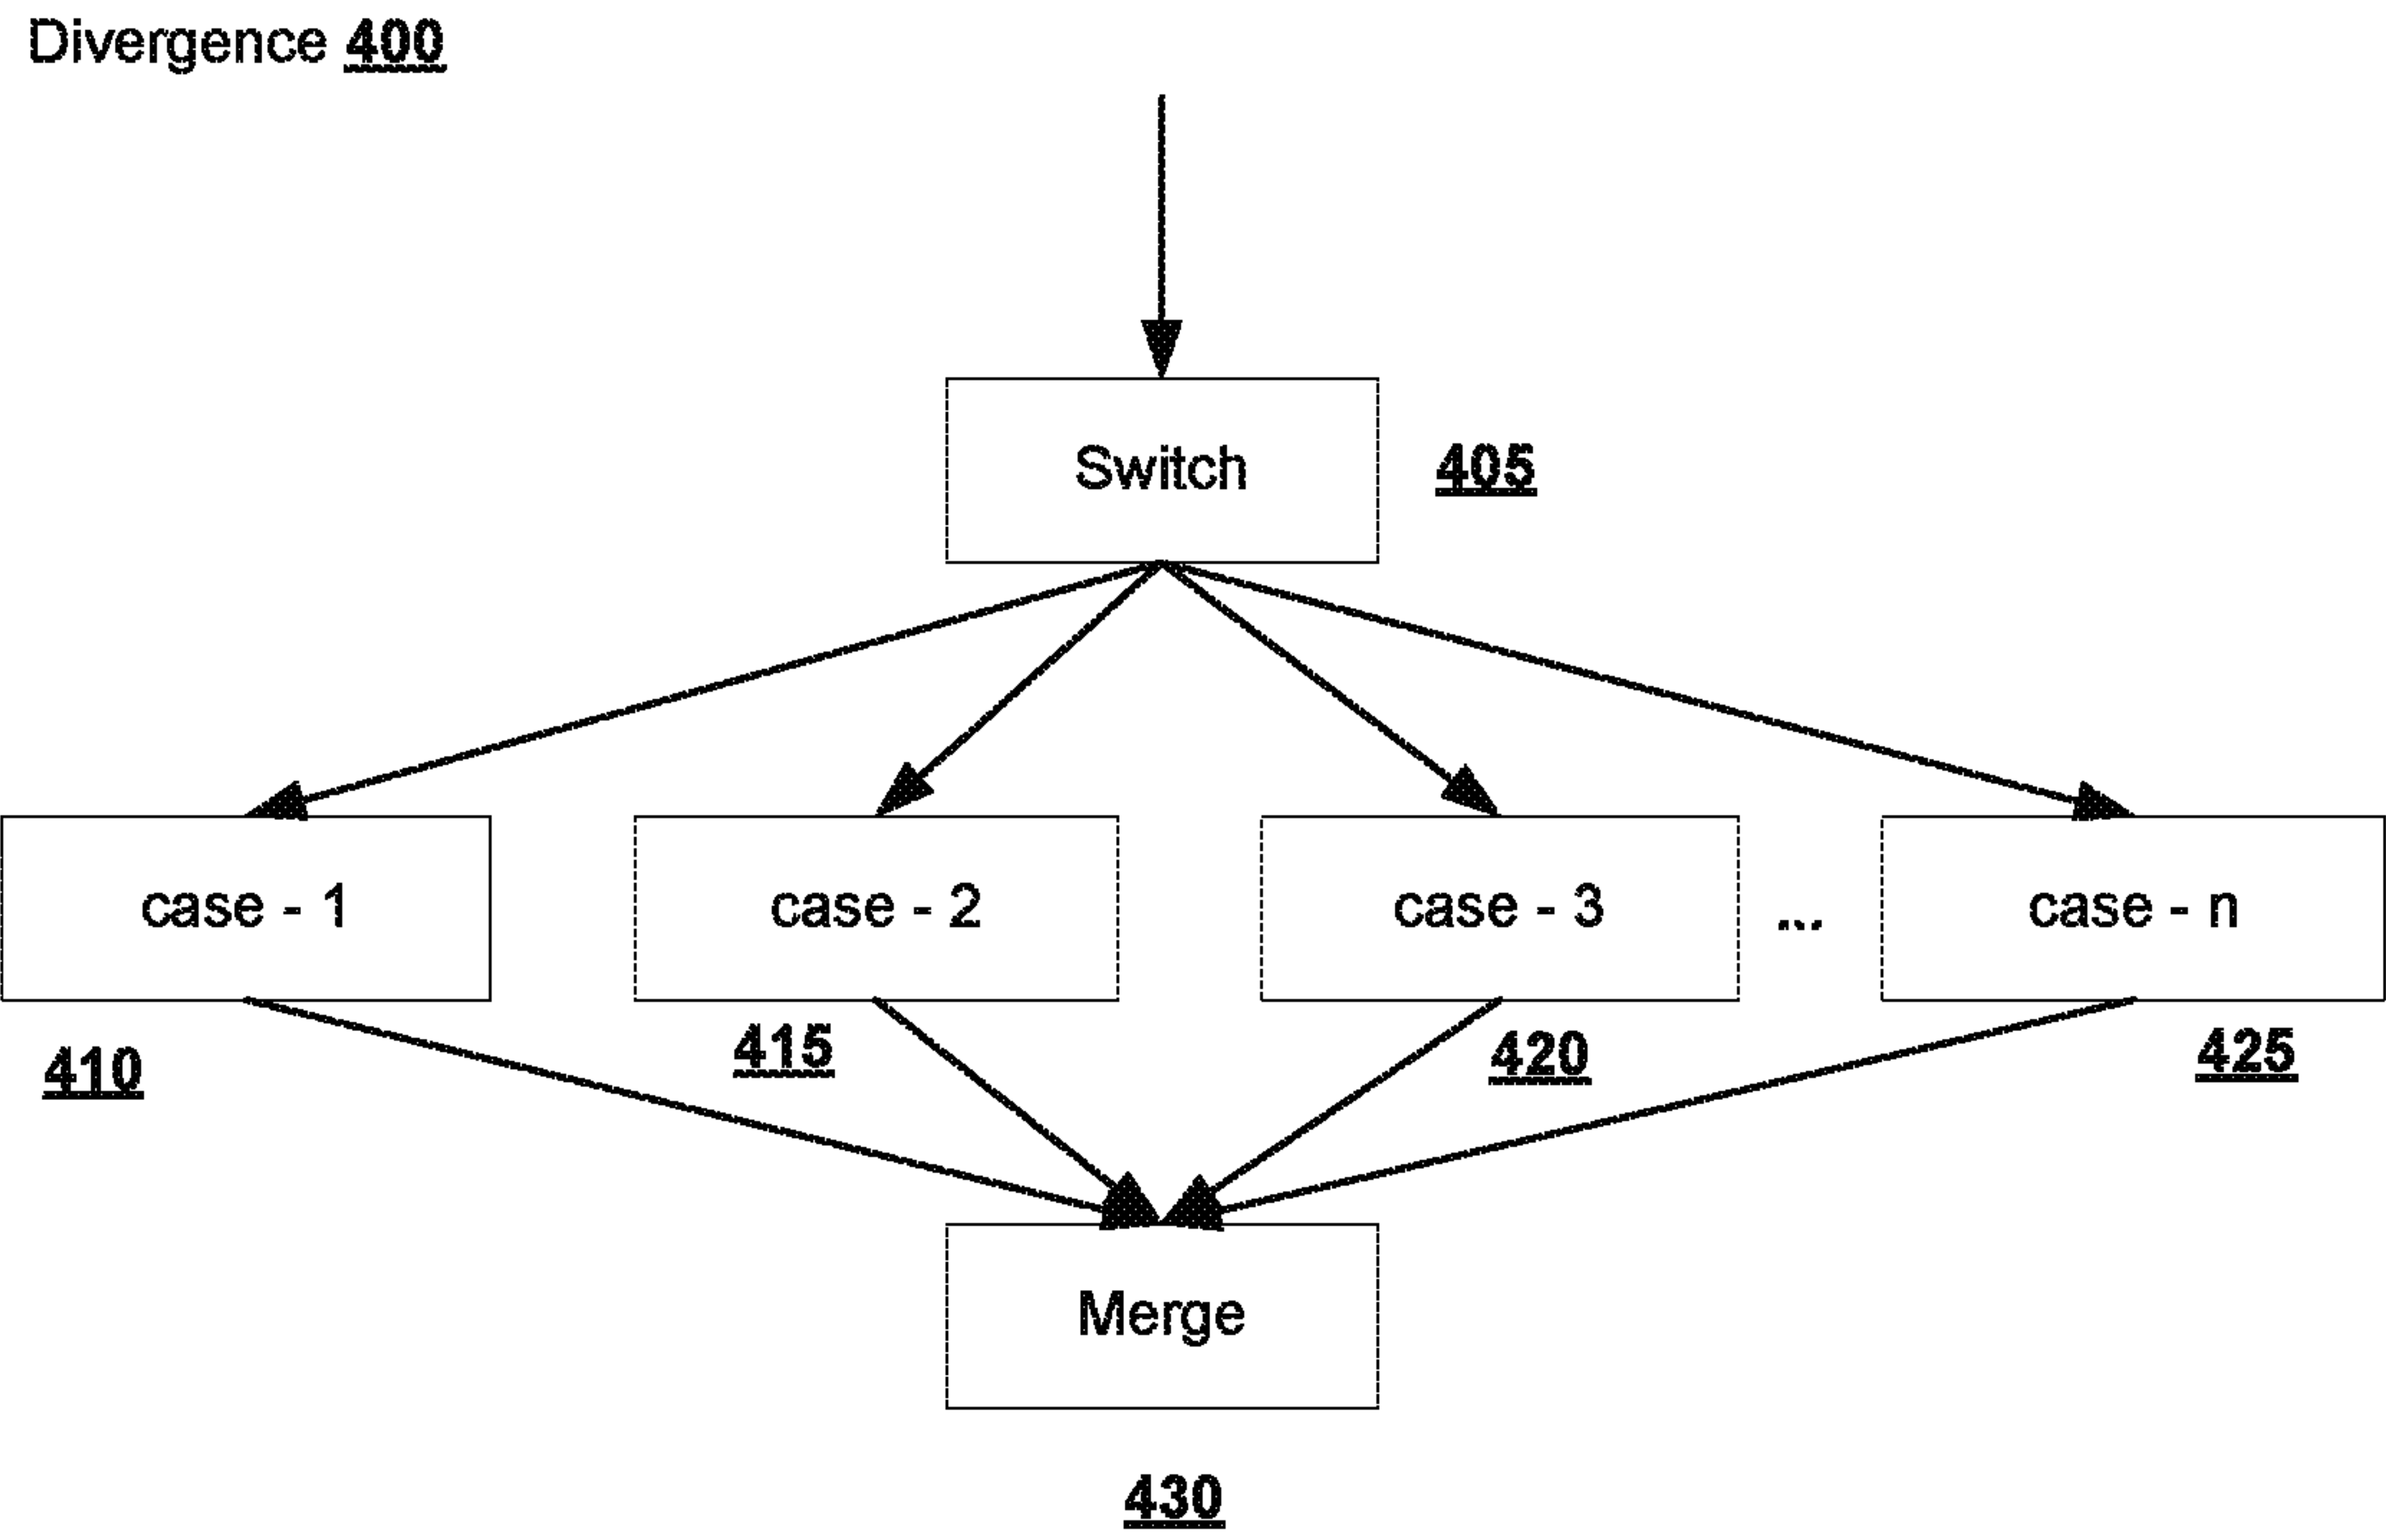 Divergence 400
Switch
405
case - 1
case - 2
case - 3
...
case - n
410
415
420
425
Merge
430